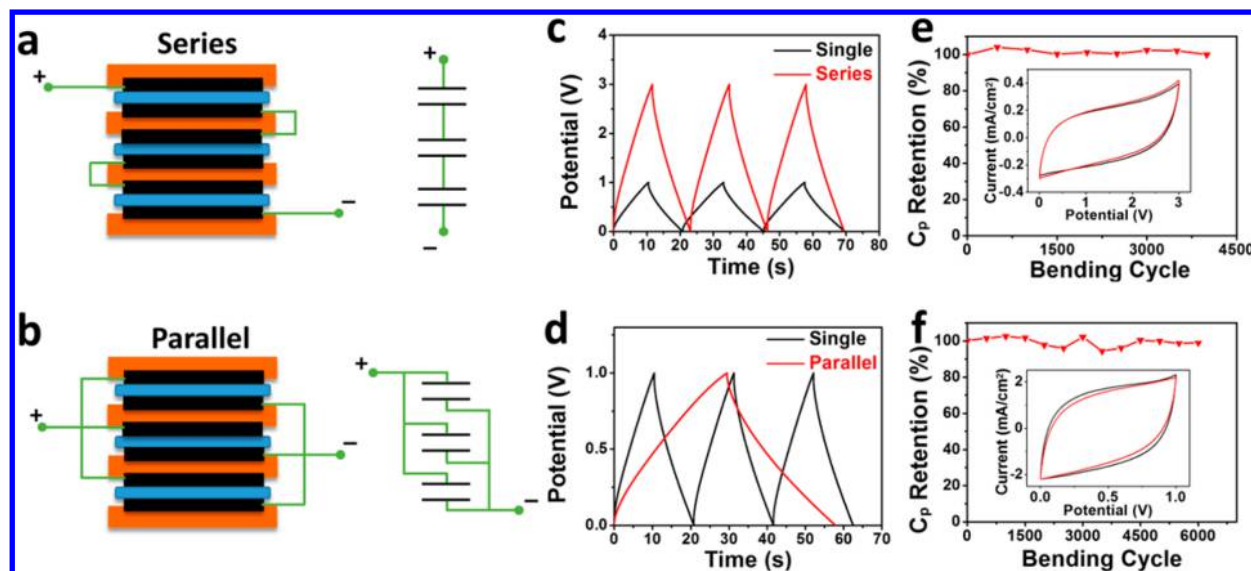 a
Series
+
−
+
−
b
Parallel
+
−
+
−
c
Single
Series
Potential (V)
4
3
2
1
0
0 10 20 30 40 50 60 70 80
Time (s)
d
Single
Parallel
Potential (V)
1.0
0.5
0.0
0 10 20 30 40 50 60 70
Time (s)
e
Cp Retention (%)
100
80
60
40
20
0
0 1500 3000 4500
Bending Cycle
Current (mA/cm²)
0.4
0.2
0.0
-0.2
-0.4
0 1 2 3
Potential (V)
f
Cp Retention (%)
100
80
60
40
20
0
0 1500 3000 4500 6000
Bending Cycle
Current (mA/cm²)
2
0
-2
0.0 0.5 1.0
Potential (V)